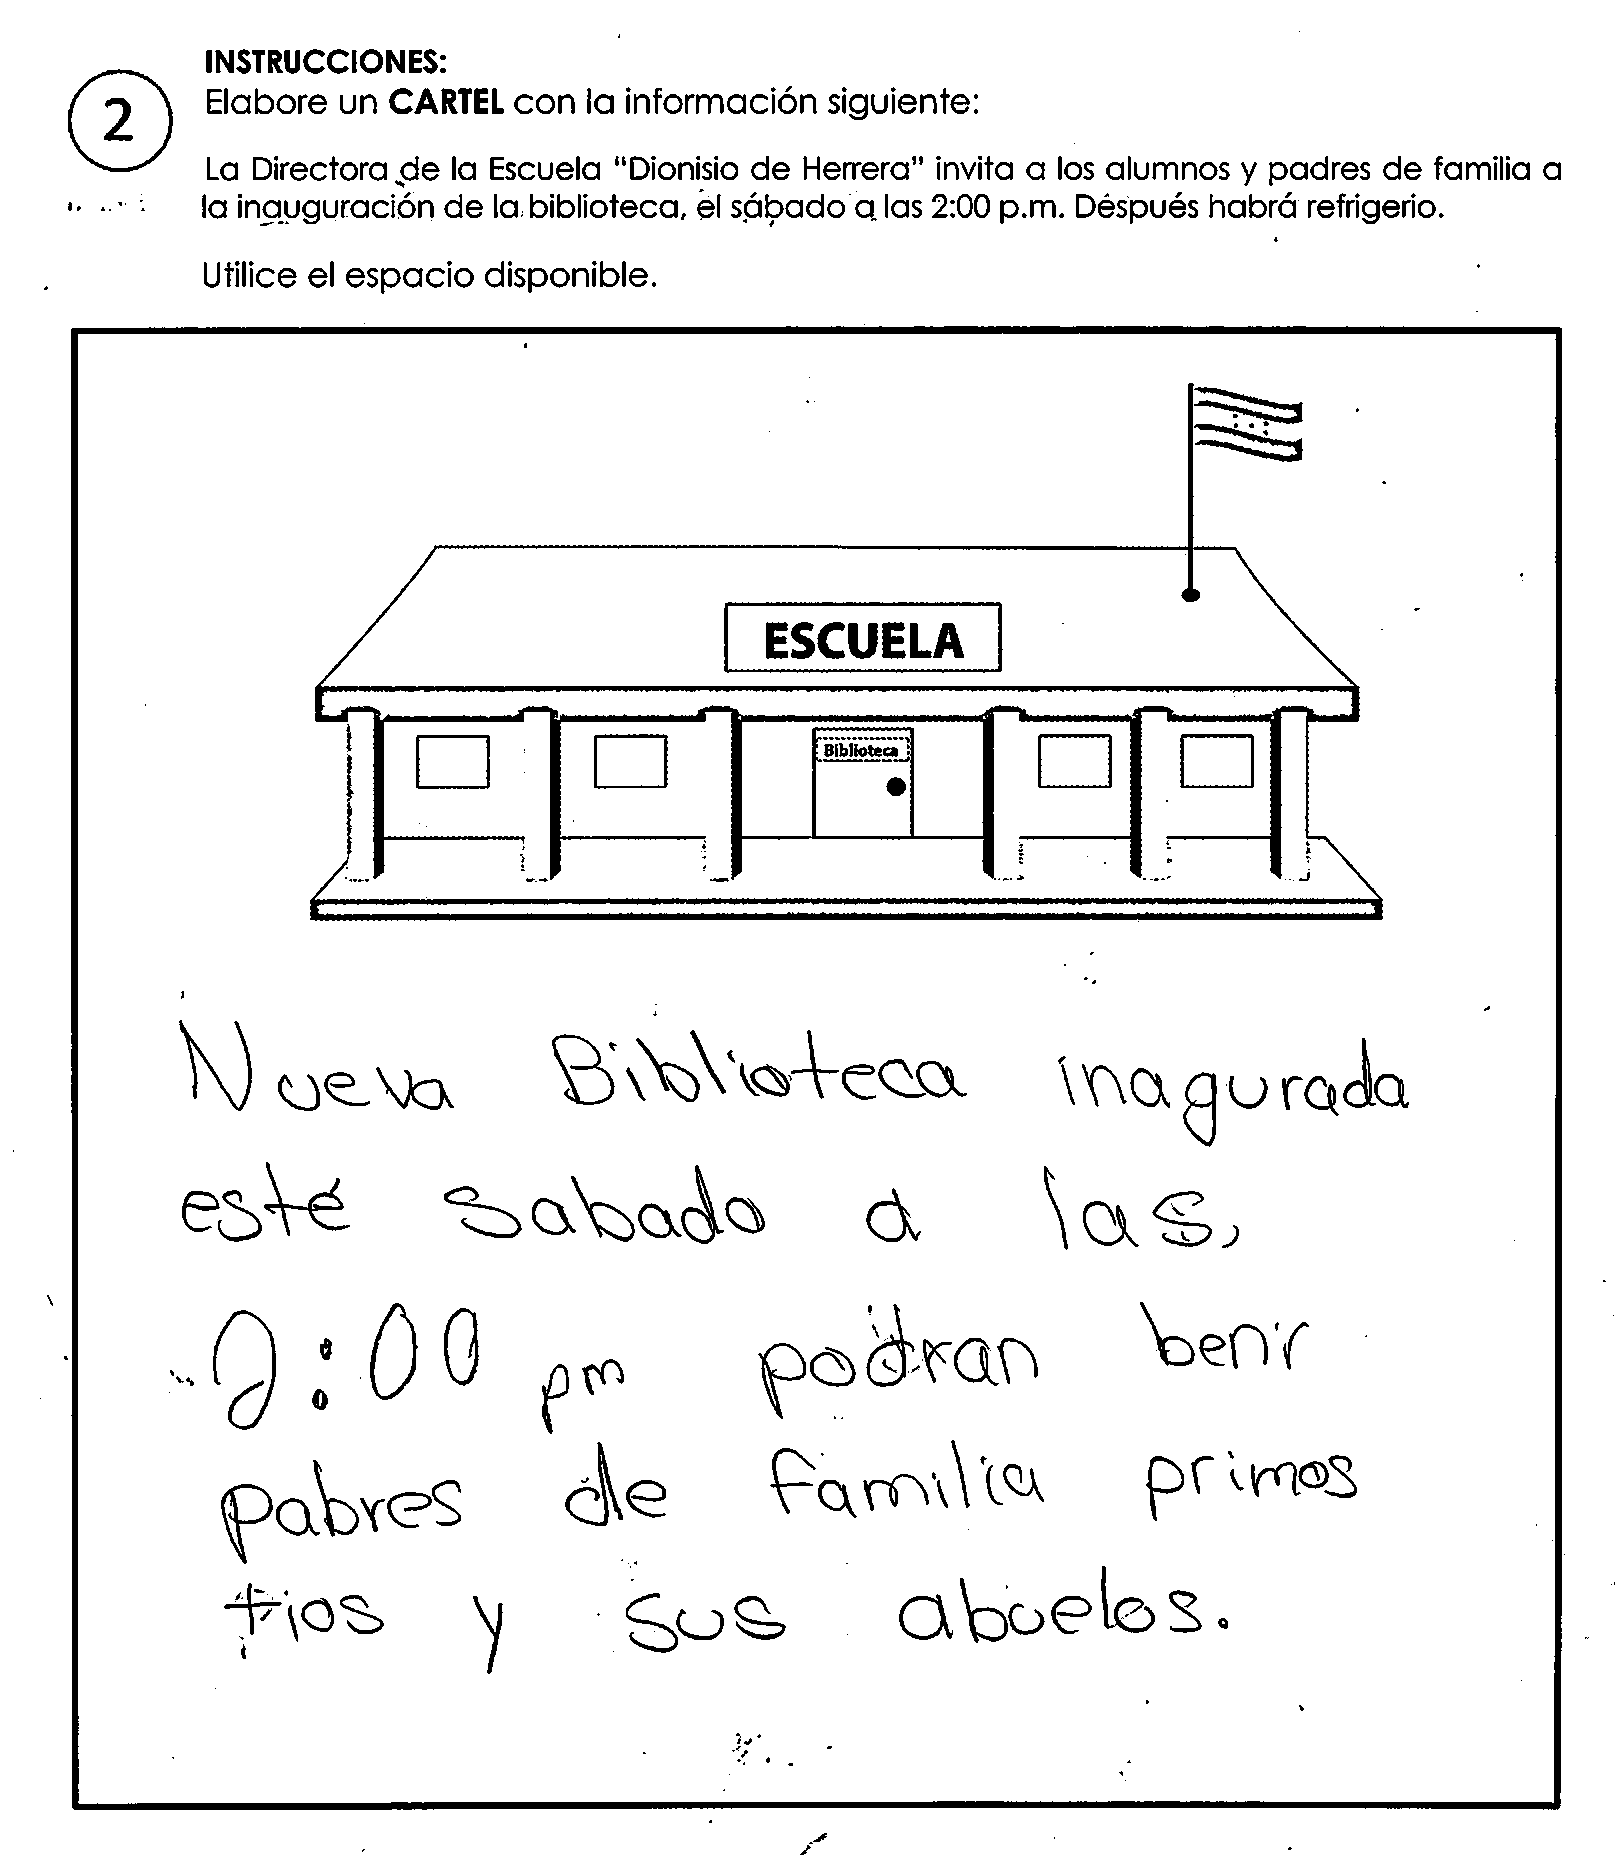 INSTRUCCIONES:
2
Elabore un CARTEL con la información siguiente:
La Directora de la Escuela "Dionisio de Herrera" invita a los alumnos y padres de familia a
la inauguración de la biblioteca, el sábado a las 2:00 p.m. Después habrá refrigerio.
Utilice el espacio disponible.
ESCUELA
Biblioteca
Nueva Biblioteca inagurada
esté sabado a las,
2:00 pm podran benir
pabres de familia primos
tios y sus abuelos.